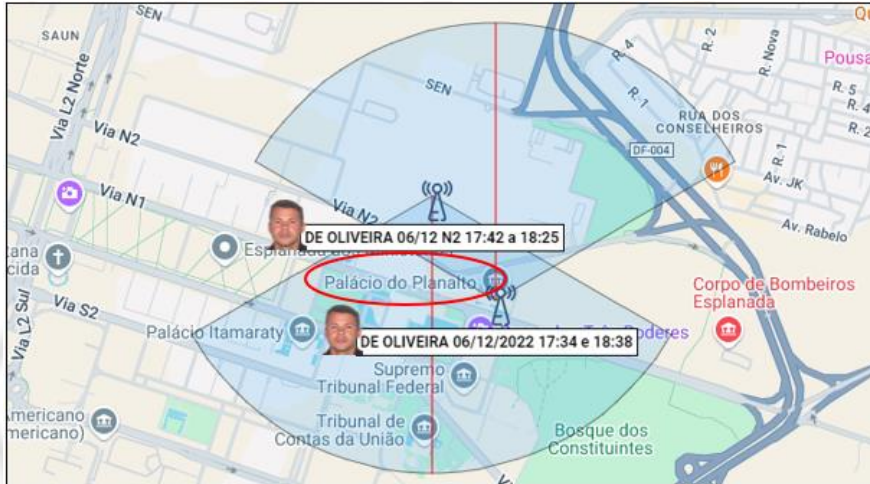 SAUN
SEN
Qu
Via L2 Norte
Via N2
SEN
R. 4
R. 2
R. Nova
Pousa
R. 5
R. 4
R. 1
R. 2
RUA DOS
CONSELHEIROS
DF-004
R. 1
Via N1
Via N2
Av. JK
DE OLIVEIRA 06/12 N2 17:42 a 18:25
Av. Rabelo
tana
cida
Palácio do Planalto
Corpo de Bombeiros
Esplanada
Via S2
Palácio Itamaraty
DE OLIVEIRA 06/12/2022 17:34 e 18:38
Poderes
Via L2 Sul
Supremo
Tribunal Federal
Americano
mericano)
Tribunal de
Contas da União
Bosque dos
Constituintes